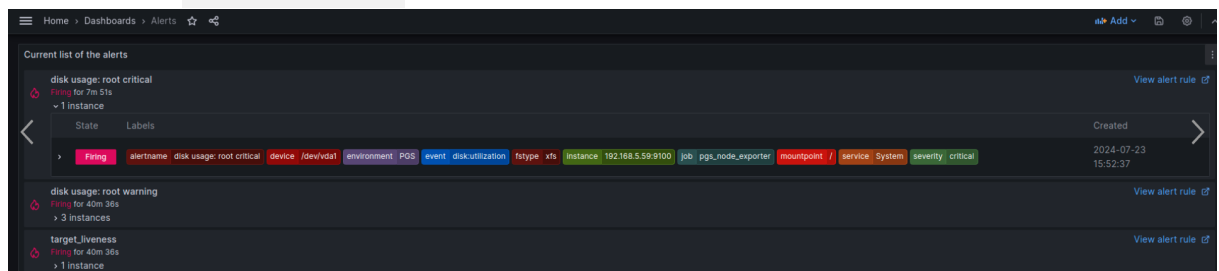 Home › Dashboards › Alerts
Add
Current list of the alerts
disk usage: root critical
View alert rule
Firing for 7m 51s
1 instance
State Labels Created
Firing alertname disk usage: root critical device /dev/vda1 environment PGS event disk:utilization fstype xfs instance 192.168.5.59:9100 job pgs_node_exporter mountpoint / service System severity critical
2024-07-23
15:52:37
disk usage: root warning
View alert rule
Firing for 40m 36s
› 3 instances
target_liveness
View alert rule
Firing for 40m 36s
› 1 instance